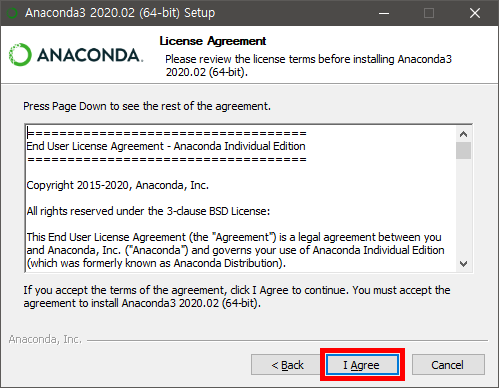 Anaconda3 2020.02 (64-bit) Setup
ANACONDA.
License Agreement
Please review the license terms before installing Anaconda3
2020.02 (64-bit).
Press Page Down to see the rest of the agreement.
===================================
End User License Agreement - Anaconda Individual Edition
===================================
Copyright 2015-2020, Anaconda, Inc.
All rights reserved under the 3-clause BSD License:
This End User License Agreement (the "Agreement") is a legal agreement between you
and Anaconda, Inc. ("Anaconda") and governs your use of Anaconda Individual Edition
(which was formerly known as Anaconda Distribution).
If you accept the terms of the agreement, click I Agree to continue. You must accept the
agreement to install Anaconda3 2020.02 (64-bit).
Anaconda, Inc.
< Back
I Agree
Cancel